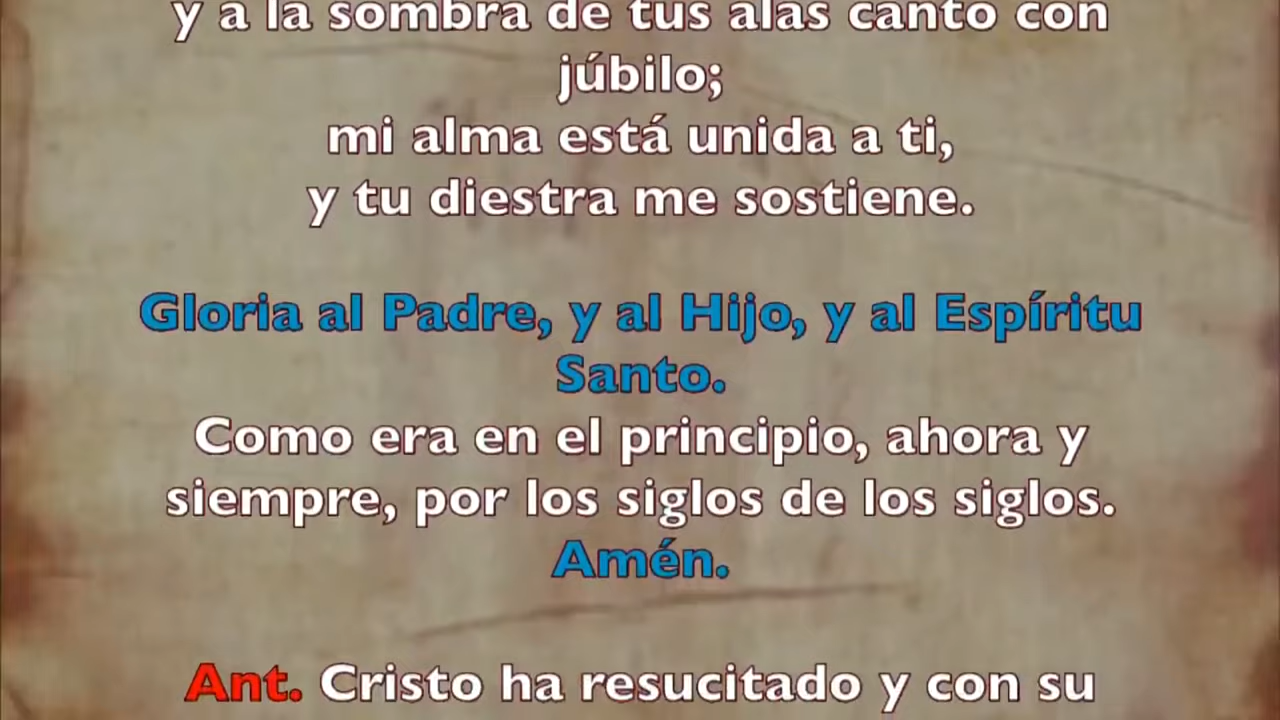 y a la sombra de tus alas canto con
júbilo;
mi alma está unida a ti,
y tu diestra me sostiene.
Gloria al Padre, y al Hijo, y al Espíritu
Santo.
Como era en el principio, ahora y
siempre, por los siglos de los siglos.
Amén.
Ant. Cristo ha resucitado y con su